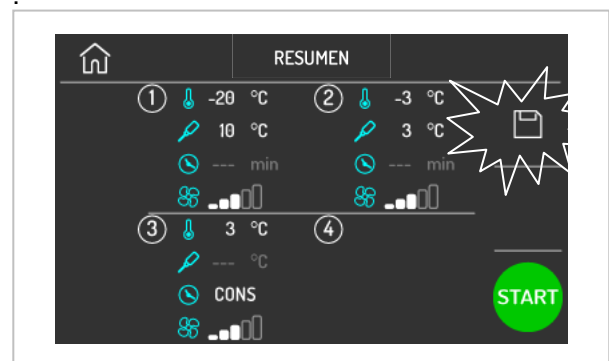 .
RESUMEN
1 -20 °C 2 -3 °C
10 °C 3 °C
--- min --- min
3 3 °C 4
--- °C
CONS
START